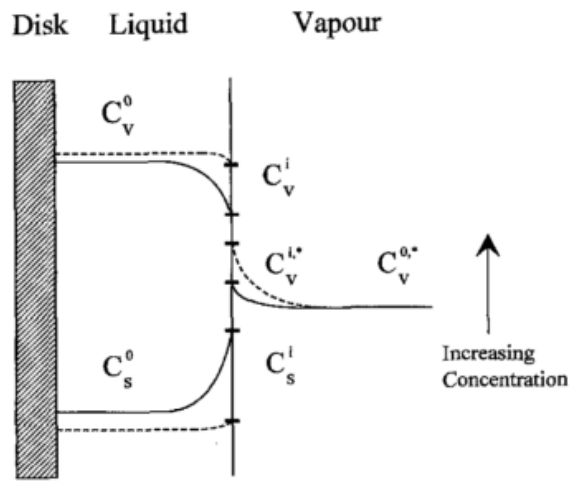 Disk Liquid Vapour
C_v^0
C_v^i
C_v^{i,*} C_v^{0,*}
C_s^0 C_s^i
Increasing
Concentration